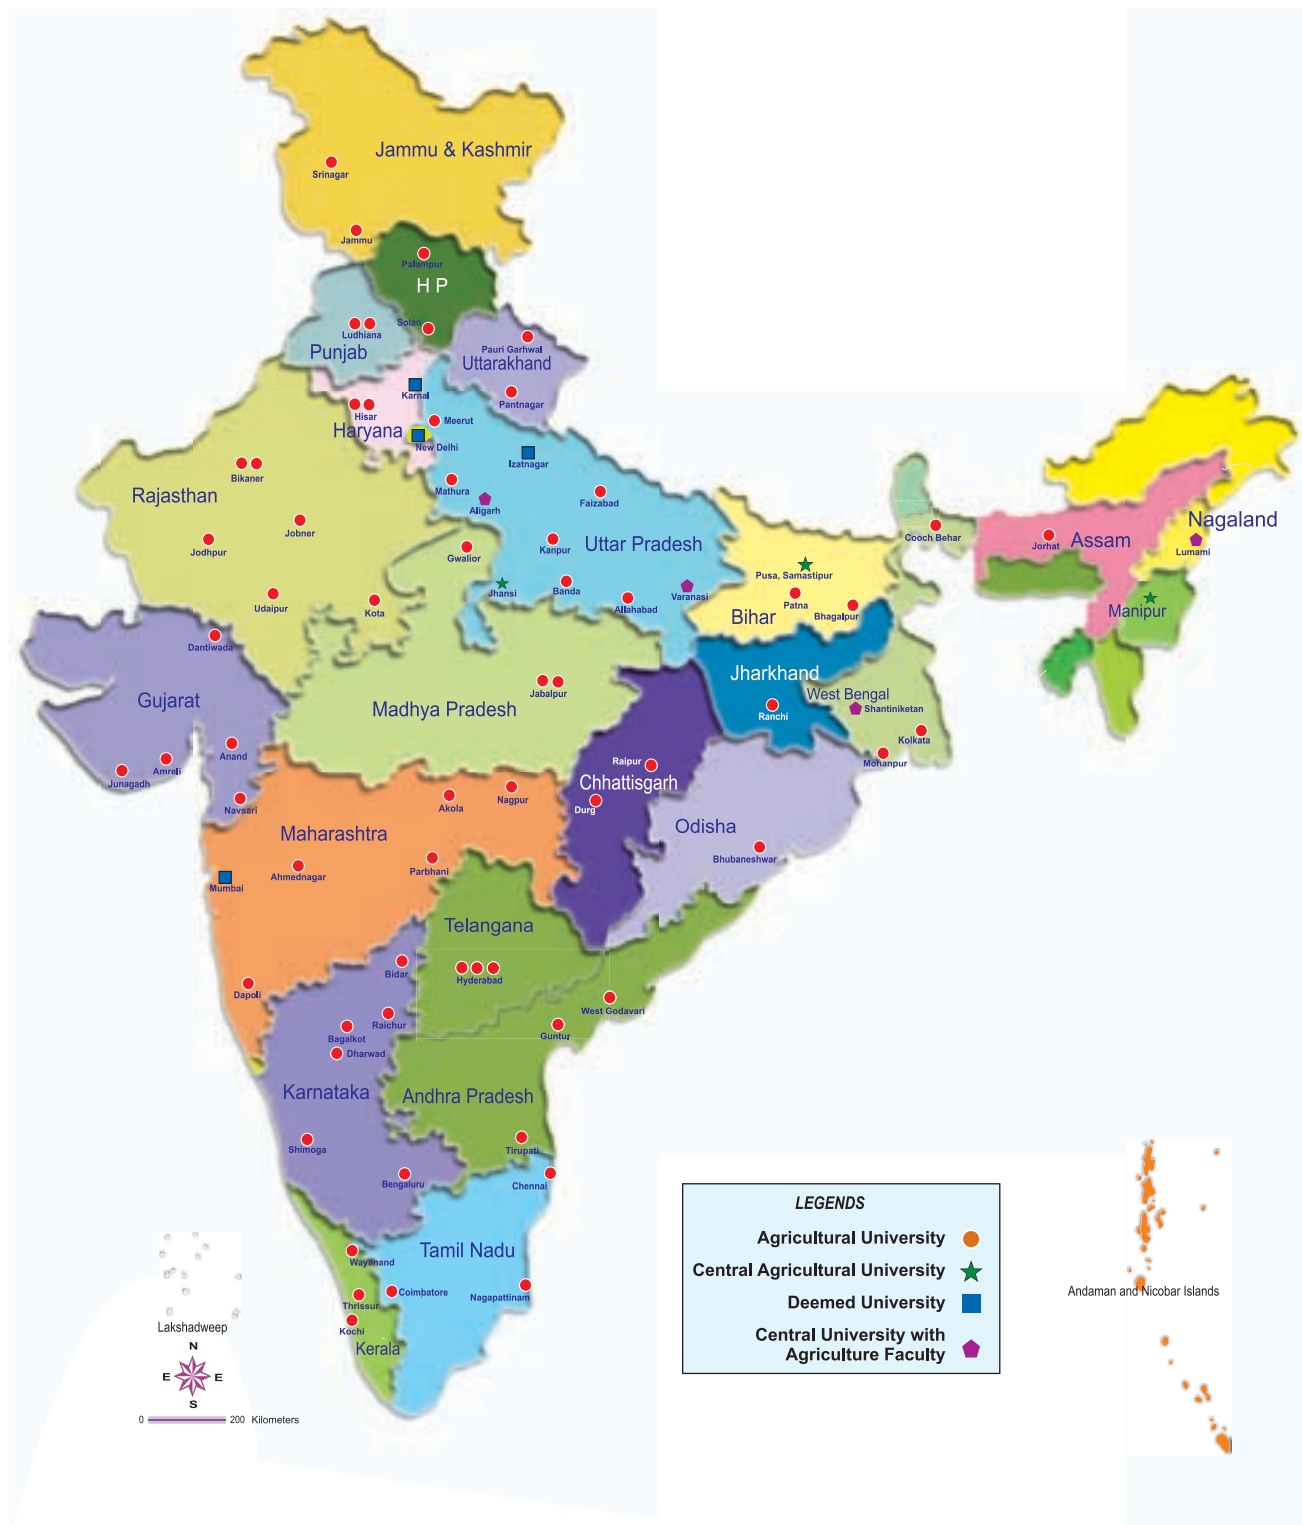 Jammu & Kashmir
Srinagar
Jammu
Palampur
H P
Solan
Ludhiana
Punjab
Pauri Garhwal
Uttarakhand
Pantnagar
Karnal
Hisar
Haryana
Meerut
New Delhi
Izatnagar
Bikaner
Rajasthan
Mathura
Aligarh
Faizabad
Jobner
Jodhpur
Gwalior
Kanpur
Uttar Pradesh
Cooch Behar
Jorhat
Assam
Nagaland
Lumami
Pusa, Samastipur
Jhansi
Banda
Varanasi
Udaipur
Kota
Allahabad
Patna
Bihar
Bhagalpur
Manipur
Dantiwada
Gujarat
Jabalpur
Madhya Pradesh
Jharkhand
Ranchi
West Bengal
Shantiniketan
Kolkata
Mohanpur
Anand
Amreli
Junagadh
Navsari
Raipur
Chhattisgarh
Durg
Akola
Nagpur
Maharashtra
Odisha
Bhubaneshwar
Mumbai
Ahmednagar
Parbhani
Telangana
Bidar
Hyderabad
Dapoli
West Godavari
Raichur
Bagalkot
Guntur
Dharwad
Karnataka
Andhra Pradesh
Shimoga
Tirupati
Bengaluru
Chennai
Tamil Nadu
Wayanand
Coimbatore
Nagapattinam
Thrissur
Kochi
Kerala
Lakshadweep
N
E E
S
0 200 Kilometers
LEGENDS
Agricultural University
Central Agricultural University
Deemed University
Central University with
Agriculture Faculty
Andaman and Nicobar Islands